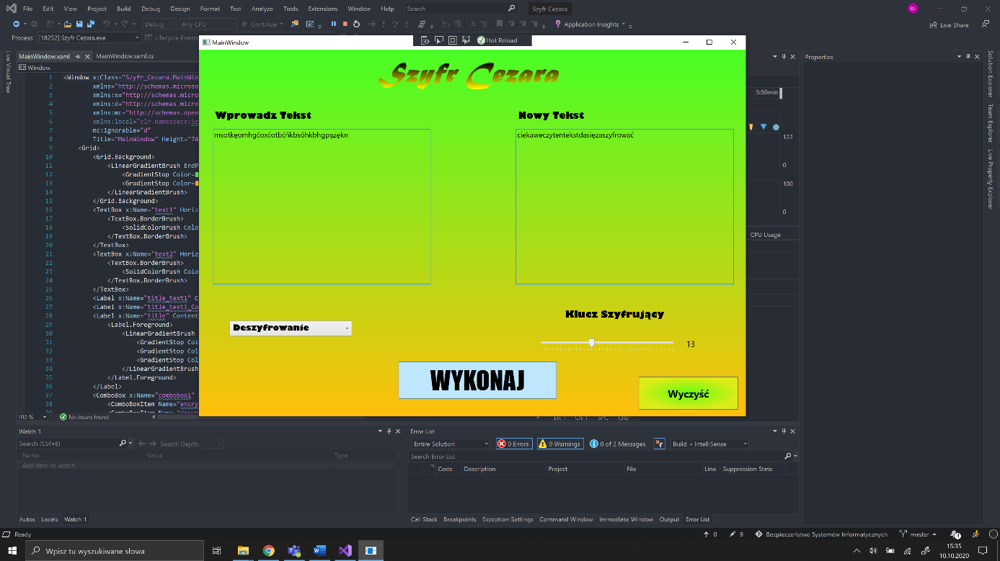 File Edit View Project Build Debug Design Format Test Analyze Tools Extensions Window Help Search Szyfr Cezara BS
Debug Any CPU Continue Application Insights Live Share
Process: [18252] Szyfr Cezara.exe Lifecycle Events
MainWindow.xaml MainWindow.xaml.cs
Window
Live Visual Tree
1 <Window x:Class="Szyfr_Cezara.MainWin
2 xmlns="http://schemas.microso
3 xmlns:x="http://schemas.micro
4 xmlns:d="http://schemas.micro
5 xmlns:mc="http://schemas.open
6 xmlns:local="clr-namespace:Sz
7 mc:Ignorable="d"
8 Title="MainWindow" Height="74
9 <Grid>
10 <Grid.Background>
11 <LinearGradientBrush EndP
12 <GradientStop Color=
13 <GradientStop Color=
14 </LinearGradientBrush>
15 </Grid.Background>
16 <TextBox x:Name="text1" Horiz
17 <TextBox.BorderBrush>
18 <SolidColorBrush Colo
19 </TextBox.BorderBrush>
20 </TextBox>
21 <TextBox x:Name="text2" Horiz
22 <TextBox.BorderBrush>
23 <SolidColorBrush Colo
24 </TextBox.BorderBrush>
25 </TextBox>
26 <Label x:Name="title_text1" C
27 <Label x:Name="title_text1_Co
28 <Label x:Name="title" Content
29 <Label.Foreground>
30 <LinearGradientBrush
31 <GradientStop Col
32 <GradientStop Col
33 <GradientStop Col
34 </LinearGradientBrush
35 </Label.Foreground>
36 </Label>
37 <ComboBox x:Name="combobox1"
38 <ComboBoxItem Name="encry
100 % No issues found
MainWindow
Hot Reload
Szyfr Cezara
Wprowadz Tekst
Nowy Tekst
msotkęomhgćoxćotbćńkbsóhkbhgpązękn
ciekaweczytentekstdasięzaszyfrować
Klucz Szyfrujący
Deszyfrowanie
13
WYKONAJ
Wyczyść
5:50min
122
0
100
0
CPU Usage
Properties
Solution Explorer
Team Explorer
Live Property Explorer
Watch 1
Search (Ctrl+E) Search Depth:
Name Value Type
Add item to watch
Autos Locals Watch 1
Error List
Entire Solution 0 Errors 0 Warnings 0 of 2 Messages Build + IntelliSense
Search Error List
Code Description Project File Line Suppression State
Call Stack Breakpoints Exception Settings Command Window Immediate Window Output Error List
Ready 0 9 Bezpieczeństwo Systemów Informatycznych master 4
Wpisz tu wyszukiwane słowa
15:35
10.10.2020